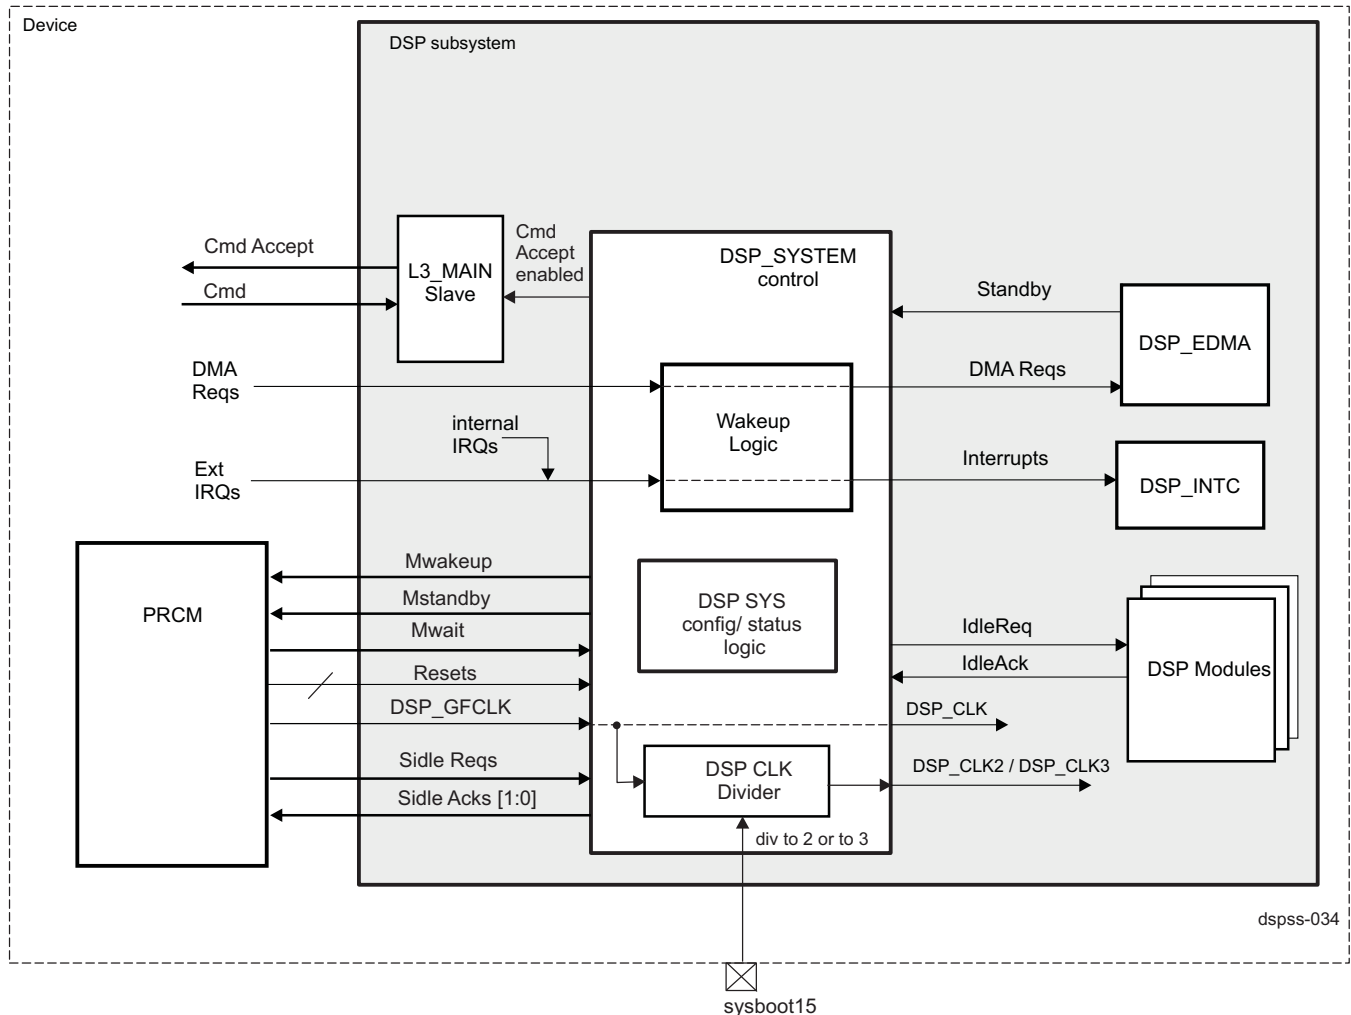 Device
DSP subsystem
Cmd Accept
Cmd
L3_MAIN
Slave
Cmd
Accept
enabled
DSP_SYSTEM
control
Standby
DSP_EDMA
DMA
Reqs
DMA Reqs
internal
IRQs
Wakeup
Logic
Ext
IRQs
Interrupts
DSP_INTC
PRCM
Mwakeup
Mstandby
Mwait
Resets
DSP_GFCLK
Sidle Reqs
Sidle Acks [1:0]
DSP SYS
config/ status
logic
IdleReq
IdleAck
DSP Modules
DSP_CLK
DSP CLK
Divider
DSP_CLK2 / DSP_CLK3
div to 2 or to 3
dspss-034
sysboot15